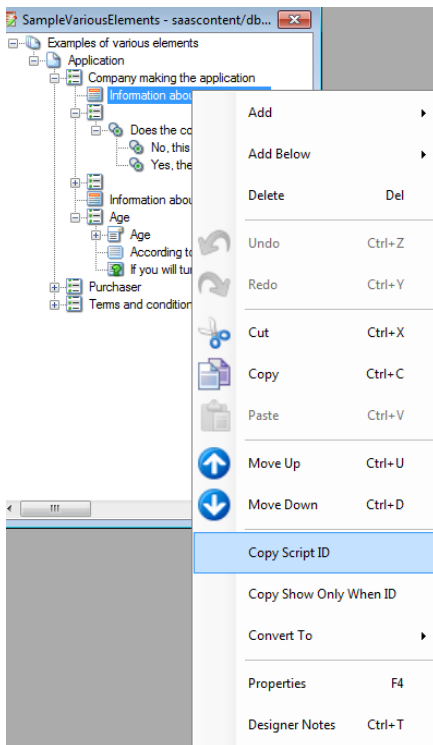 SampleVariousElements - saascontent/db...
Examples of various elements
Application
Company making the application
Information abou
Does the co
No, this
Yes, the
Information abou
Age
Age
According to
If you will tur
Purchaser
Terms and condition
Add
Add Below
Delete Del
Undo Ctrl+Z
Redo Ctrl+Y
Cut Ctrl+X
Copy Ctrl+C
Paste Ctrl+V
Move Up Ctrl+U
Move Down Ctrl+D
Copy Script ID
Copy Show Only When ID
Convert To
Properties F4
Designer Notes Ctrl+T